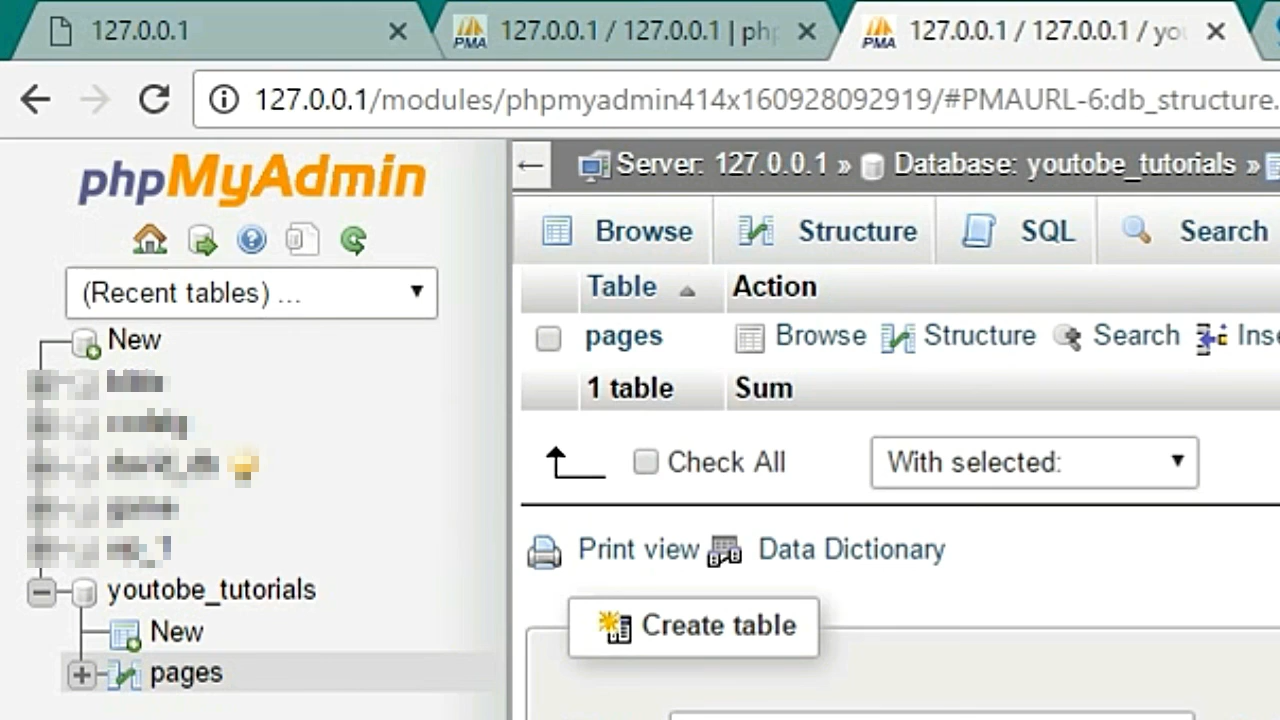 127.0.0.1
127.0.0.1 / 127.0.0.1 | php
127.0.0.1 / 127.0.0.1 / you
127.0.0.1/modules/phpmyadmin414x160928092919/#PMAURL-6:db_structure.
phpMyAdmin
(Recent tables) ...
New
youtobe_tutorials
New
pages
Server: 127.0.0.1 » Database: youtobe_tutorials »
Browse Structure SQL Search
Table Action
pages Browse Structure Search Inse
1 table Sum
Check All With selected:
Print view Data Dictionary
Create table